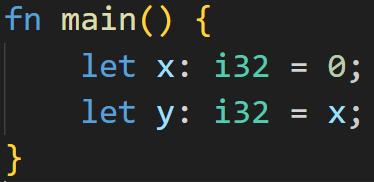 fn main() {
    let x: i32 = 0;
    let y: i32 = x;
}